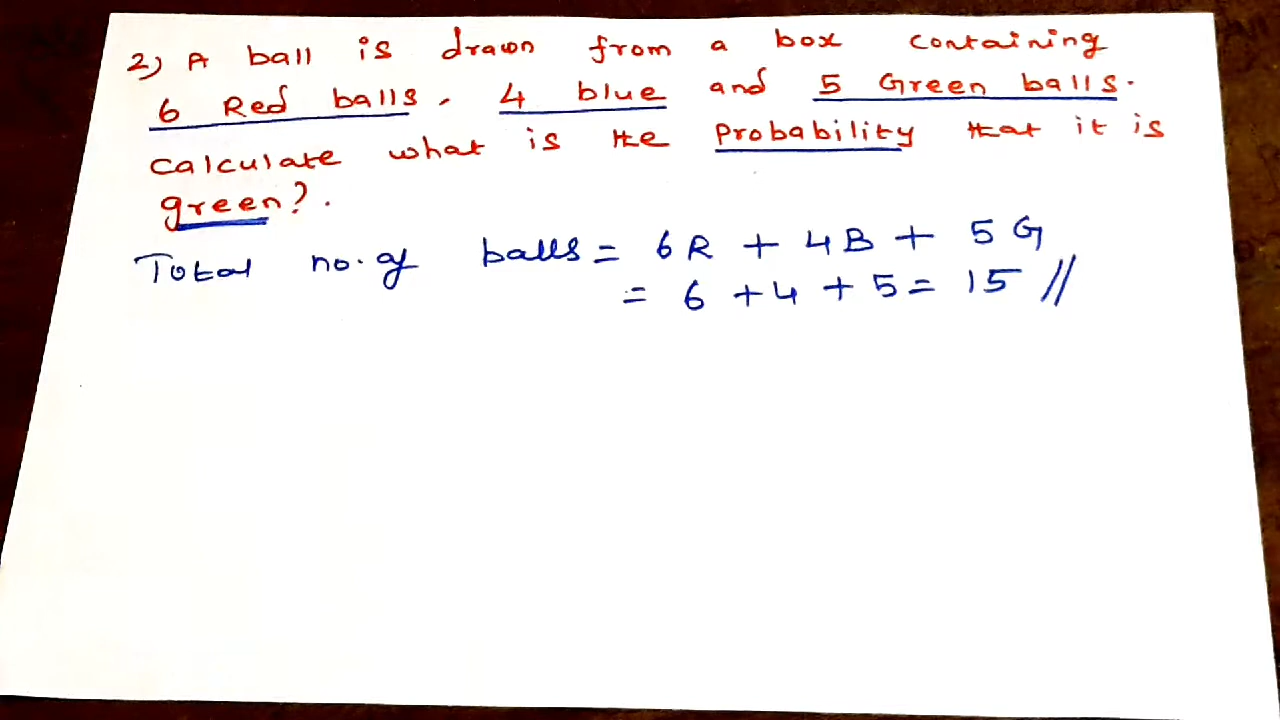 2) A ball is drawn from a box containing
6 Red balls, 4 blue and 5 Green balls.
calculate what is the probability that it is
green?.
Total no. of balls = 6R + 4B + 5G
= 6 + 4 + 5 = 15 //